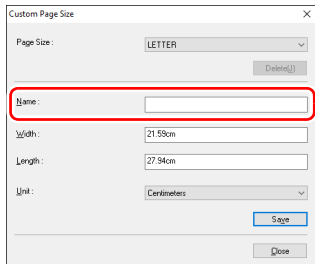 Custom Page Size
Page Size :
LETTER
Delete(J)
Name :
Width :
21.59cm
Length :
27.94cm
Unit :
Centimeters
Save
Close